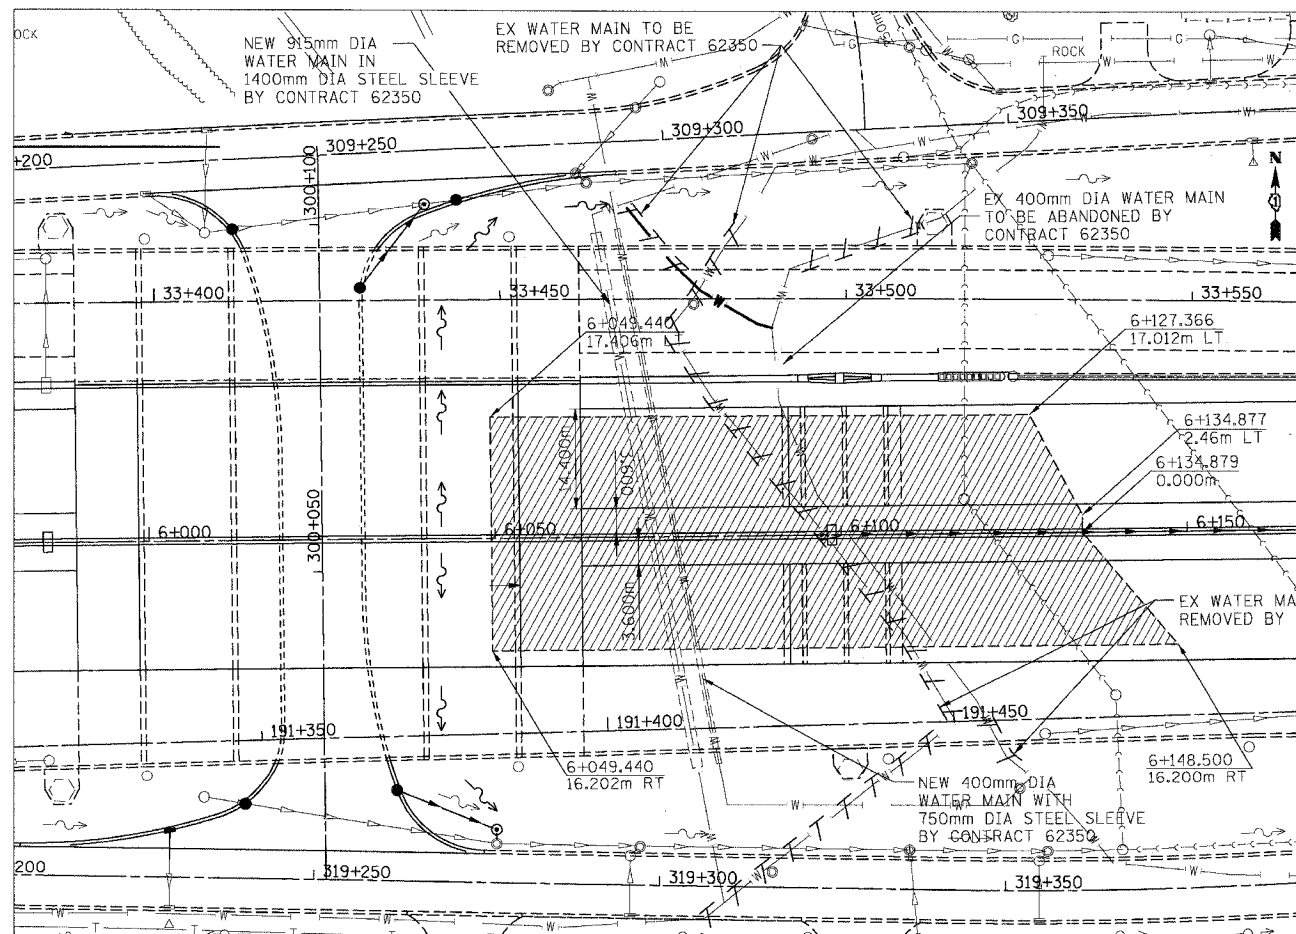 OCK
NEW 915mm DIA
WATER MAIN IN
1400mm DIA STEEL SLEEVE
BY CONTRACT 62350
EX WATER MAIN TO BE
REMOVED BY CONTRACT 62350
ROCK
+200
309+250
309+300
309+350
300+100
N
EX 400mm DIA WATER MAIN
TO BE ABANDONED BY
CONTRACT 62350
33+400
33+450
33+500
33+550
6+049.440
17.406m LT
6+127.366
17.012m LT
6+134.877
2.46m LT
6+134.879
0.000m
14.400m
3.600
6+000
300+050
6+050
6+100
6+150
3.600m
EX WATER MA
REMOVED BY
191+350
191+400
191+450
6+049.440
16.202m RT
6+148.500
16.200m RT
NEW 400mm DIA
WATER MAIN WITH
750mm DIA STEEL SLEEVE
BY CONTRACT 62350
200
319+250
319+300
319+350